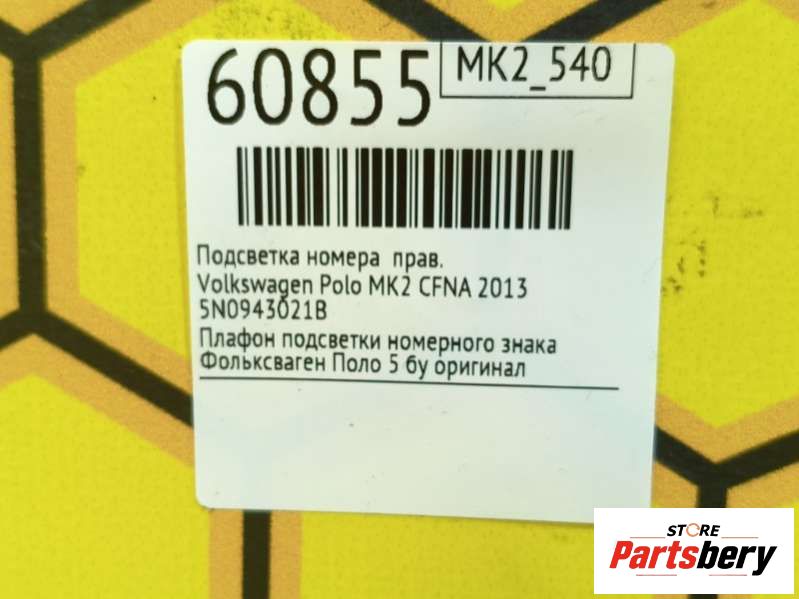 60855
MK2_540
Подсветка номера прав.
Volkswagen Polo MK2 CFNA 2013
5N0943021B
Плафон подсветки номерного знака
Фольксваген Поло 5 бу оригинал
STORE
Partsbery